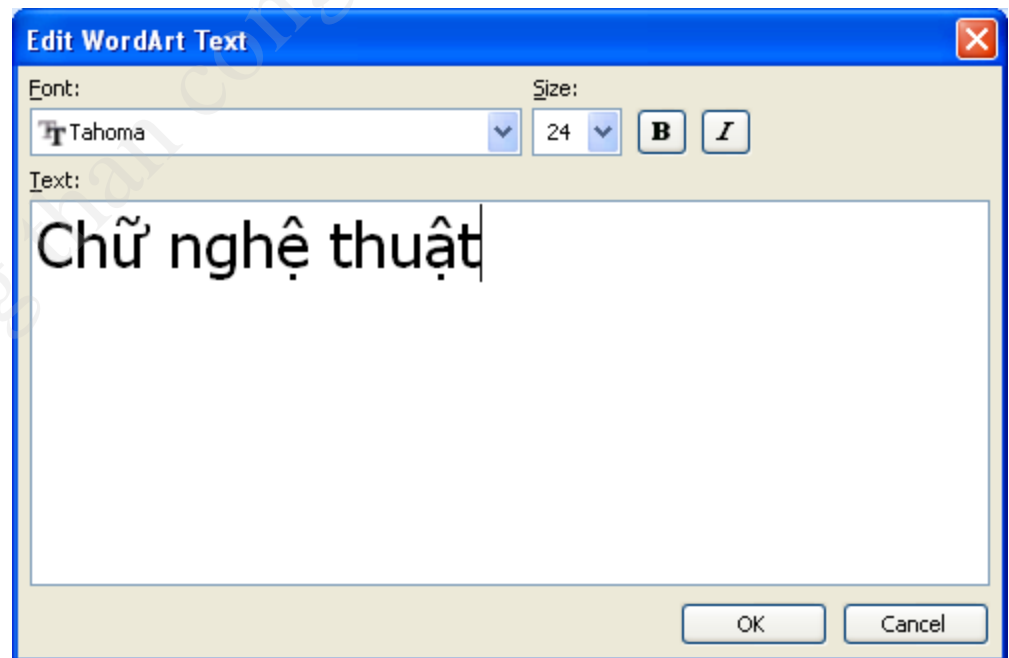 Edit WordArt Text
Font: Size:
Tahoma 24 B I
Text:
Chữ nghệ thuật
OK Cancel